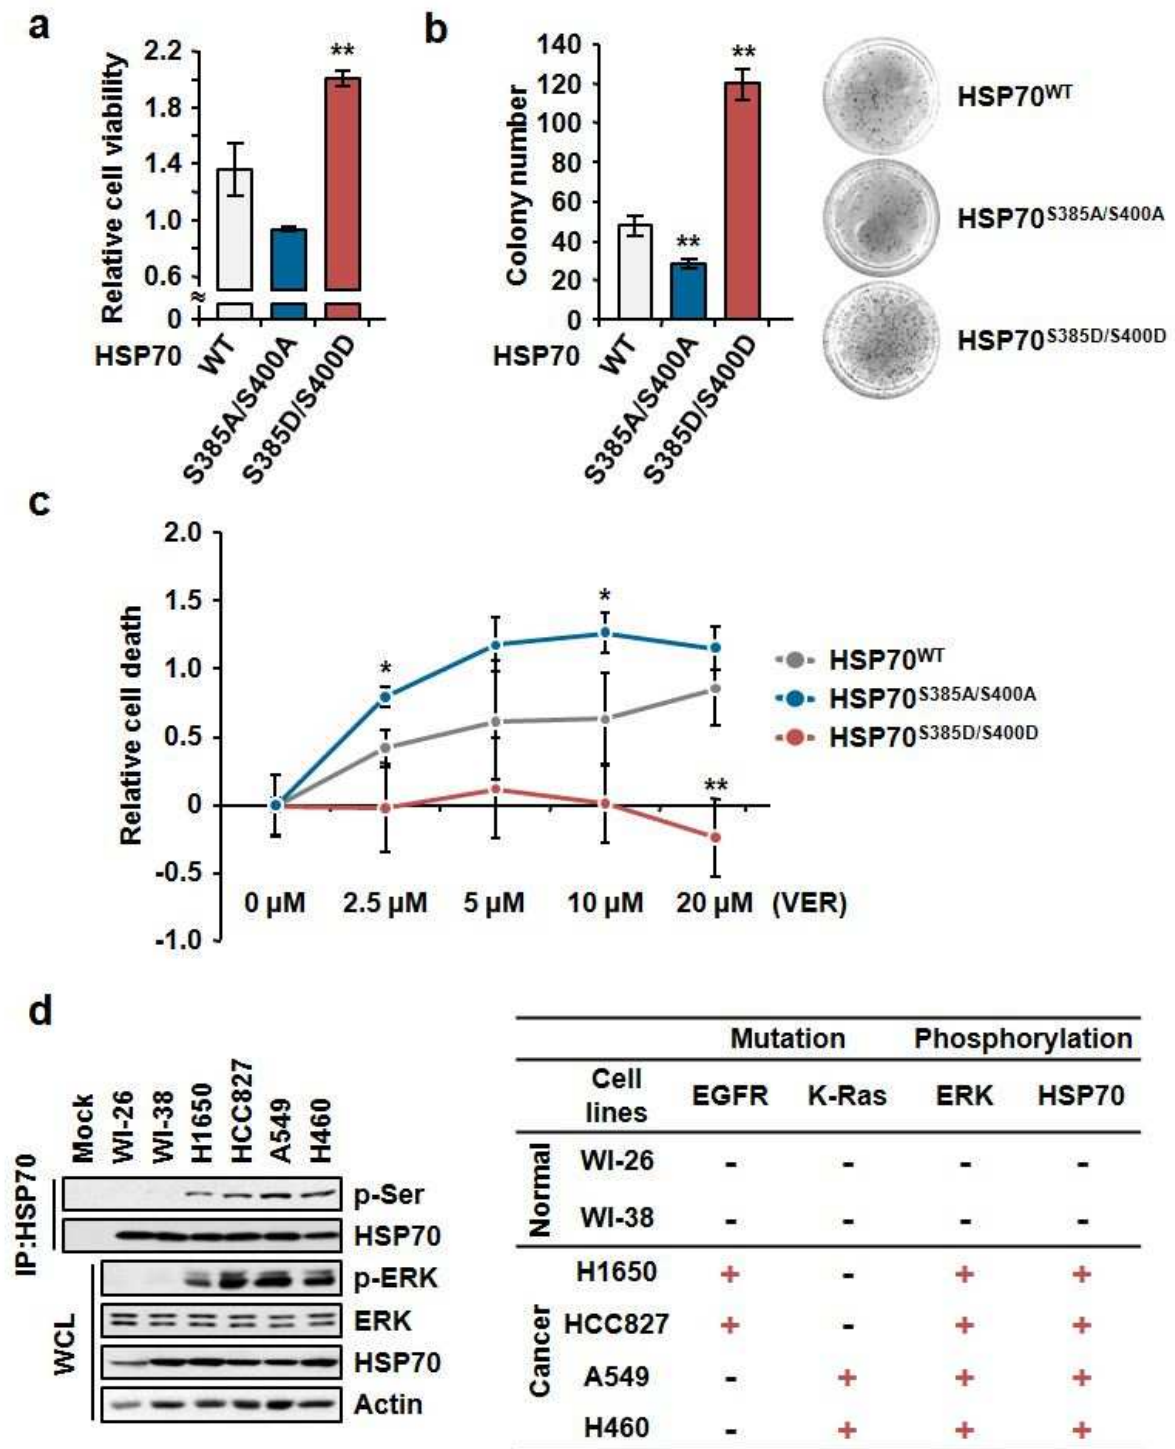 a
Relative cell viability
2.2
1.8
1.4
1.0
0.6
≈
0
**
HSP70
WT
S385A/S400A
S385D/S400D
b
Colony number
140
120
100
80
60
40
20
0
**
**
HSP70
WT
S385A/S400A
S385D/S400D
HSP70WT
HSP70S385A/S400A
HSP70S385D/S400D
c
Relative cell death
2.0
1.5
1.0
0.5
0
-0.5
-1.0
*
*
**
0 µM 2.5 µM 5 µM 10 µM 20 µM (VER)
HSP70WT
HSP70S385A/S400A
HSP70S385D/S400D
d
Mock
WI-26
WI-38
H1650
HCC827
A549
H460
IP:HSP70
p-Ser
HSP70
WCL
p-ERK
ERK
HSP70
Actin
Mutation Phosphorylation
Cell lines EGFR K-Ras ERK HSP70
Normal
WI-26 - - - -
WI-38 - - - -
Cancer
H1650 + - + +
HCC827 + - + +
A549 - + + +
H460 - + + +